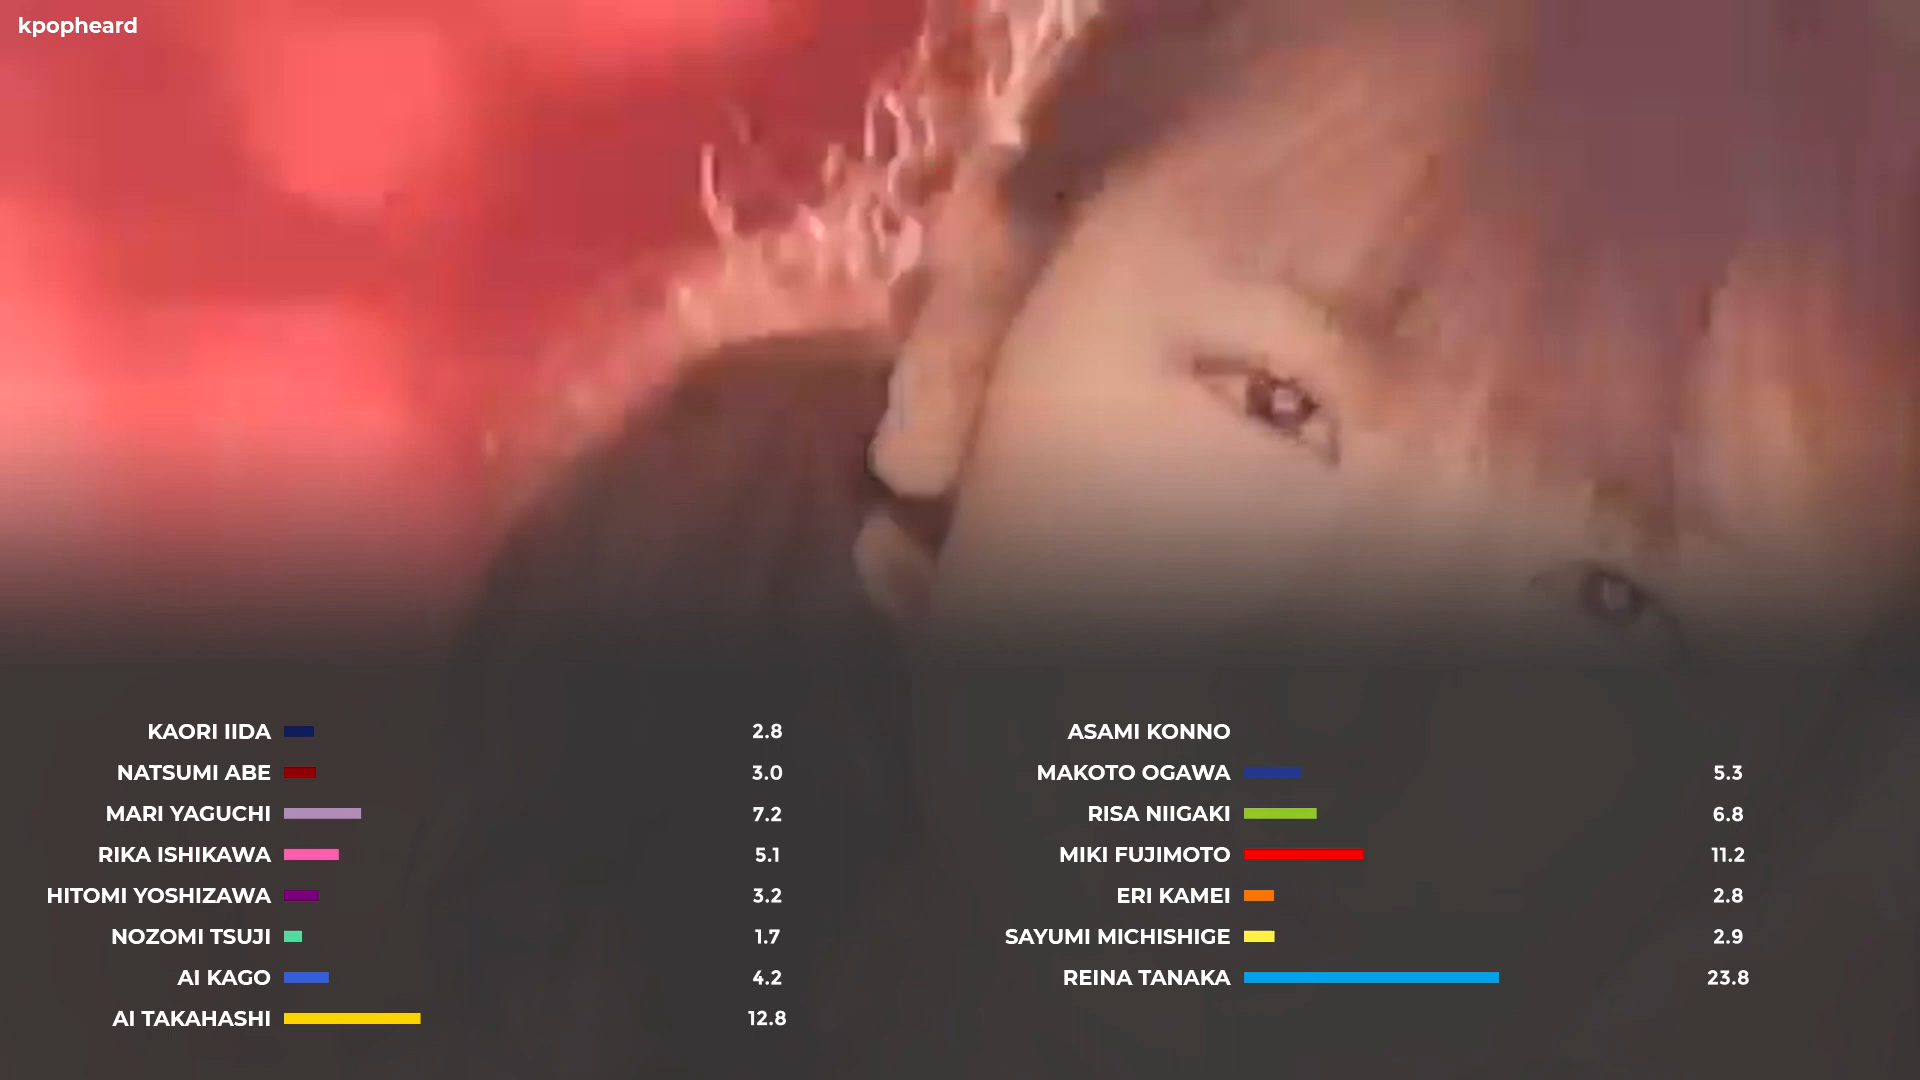 kpopheard
KAORI IIDA 2.8
NATSUMI ABE 3.0
MARI YAGUCHI 7.2
RIKA ISHIKAWA 5.1
HITOMI YOSHIZAWA 3.2
NOZOMI TSUJI 1.7
AI KAGO 4.2
AI TAKAHASHI 12.8
ASAMI KONNO
MAKOTO OGAWA 5.3
RISA NIIGAKI 6.8
MIKI FUJIMOTO 11.2
ERI KAMEI 2.8
SAYUMI MICHISHIGE 2.9
REINA TANAKA 23.8